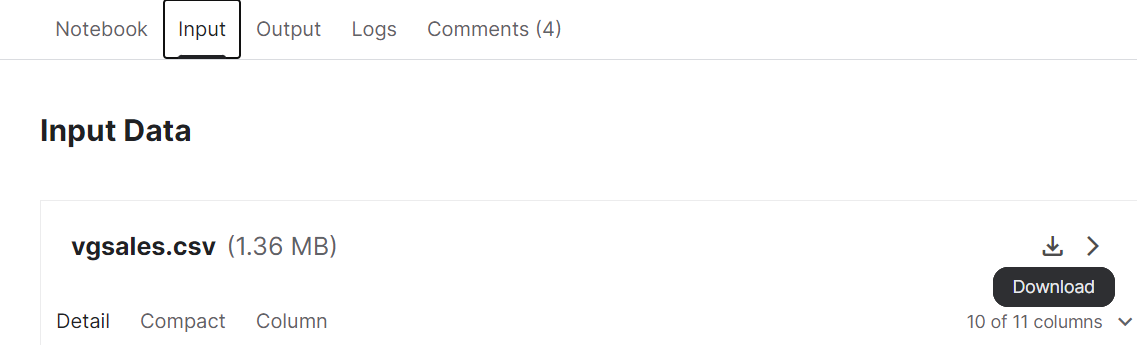 Notebook Input Output Logs Comments (4)
Input Data
vgsales.csv (1.36 MB)
Download
Detail Compact Column 10 of 11 columns